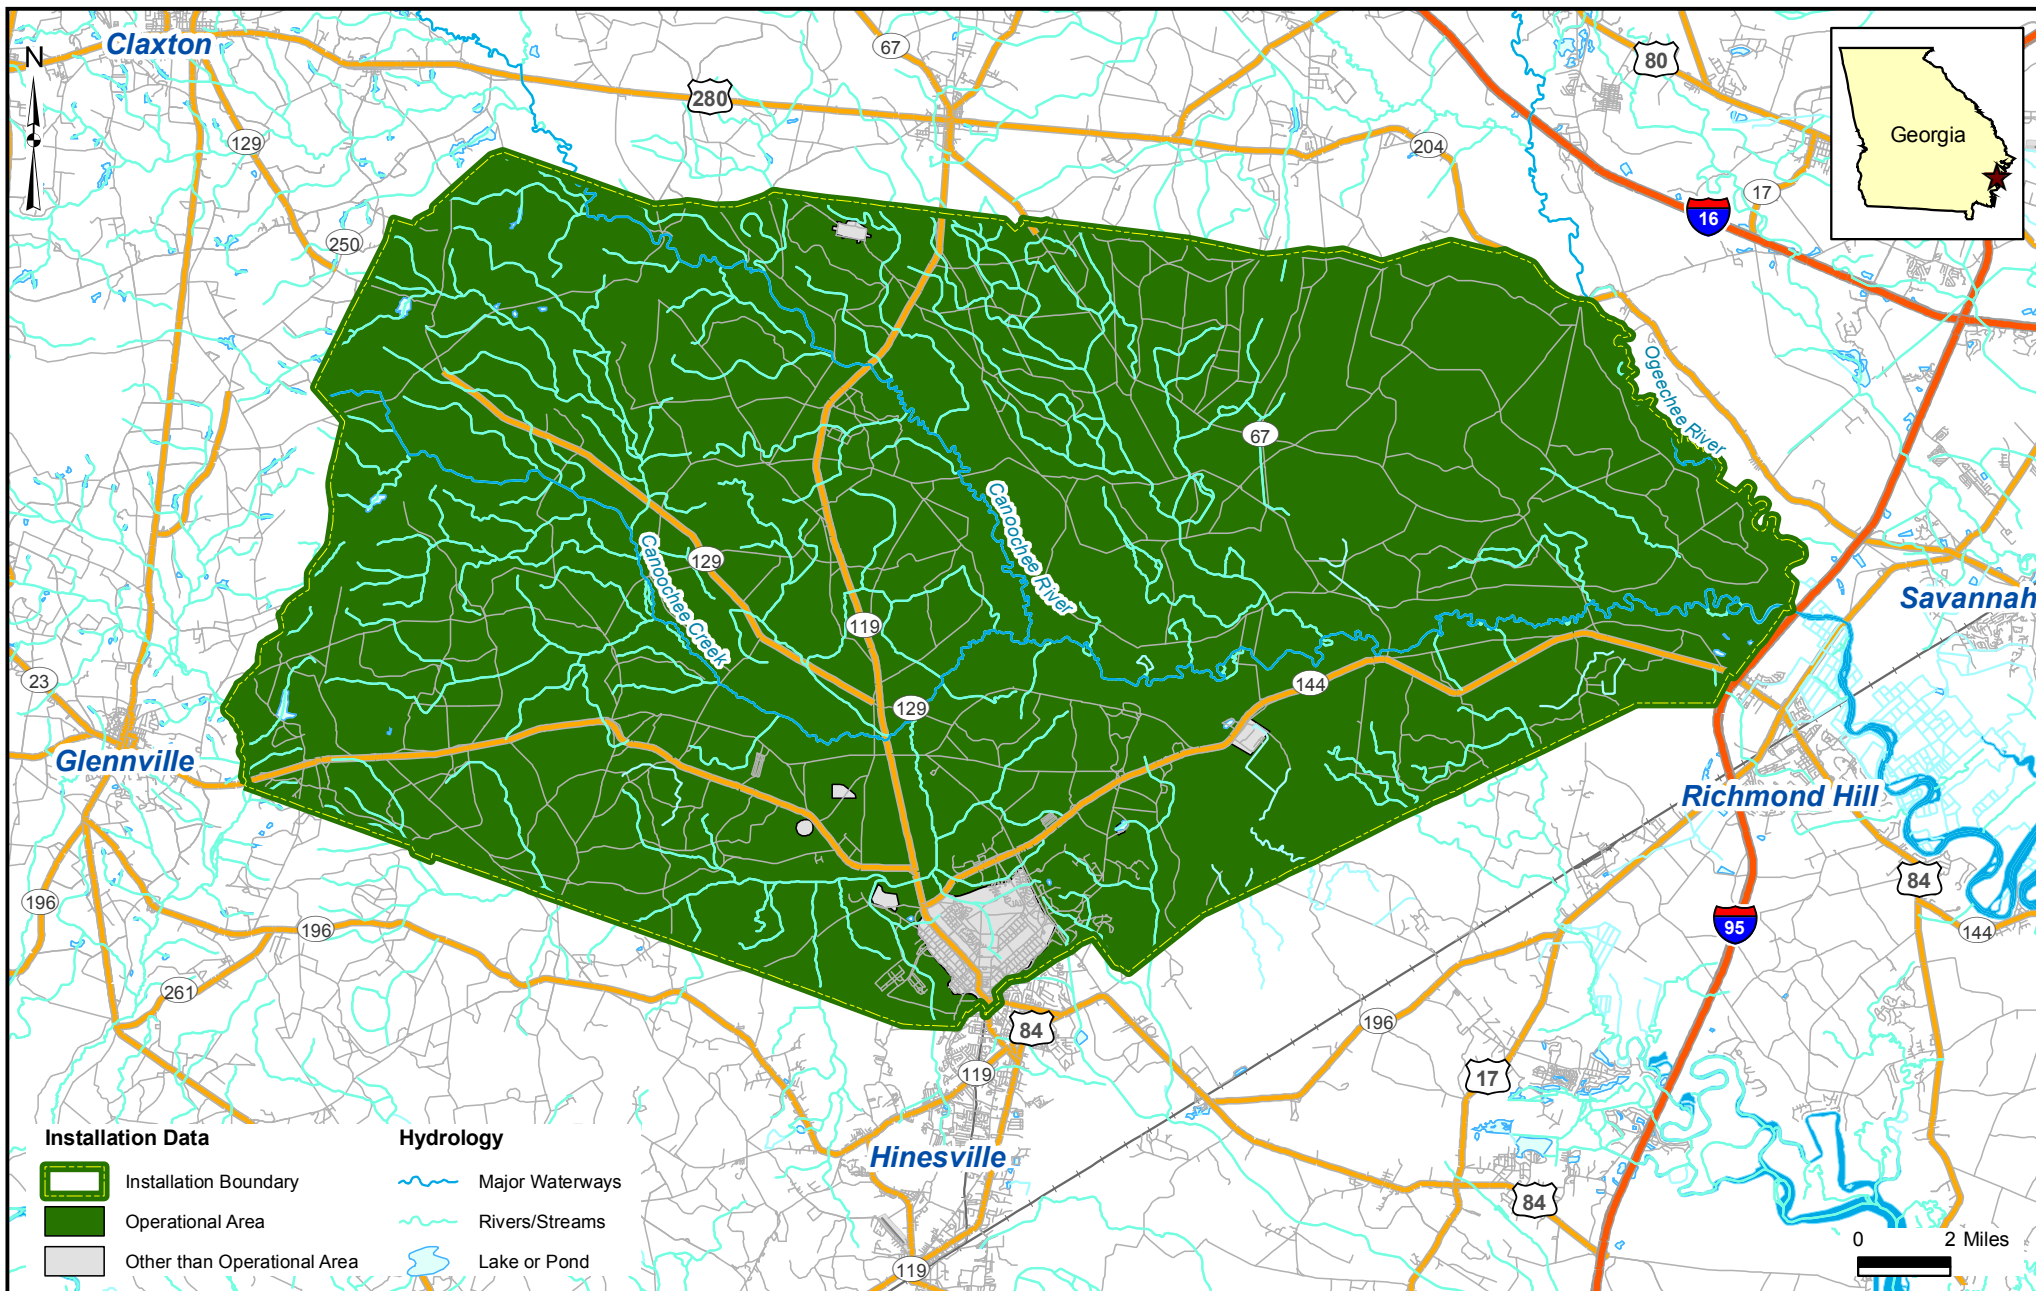 Claxton
N
67
280
80
Georgia
129
204
17
16
250
Ogeechee River
67
Canoochee River
129
Canoochee Creek
119
Savannah
23
129
144
Glennville
Richmond Hill
84
196
196
95
144
261
196
84
119
17
Hinesville
84
119
Installation Data
Installation Boundary
Operational Area
Other than Operational Area
Hydrology
Major Waterways
Rivers/Streams
Lake or Pond
0 2 Miles